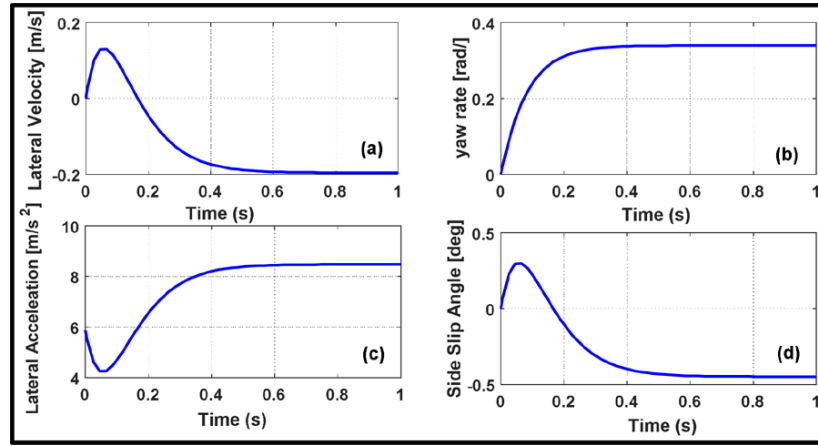 Lateral Velocity [m/s]
0.2
0
-0.2
(a)
0 0.2 0.4 0.6 0.8 1
Time (s)
yaw rate [rad/]
0.4
0.2
0
(b)
0 0.2 0.4 0.6 0.8 1
Time (s)
Lateral Acceleration [m/s²]
10
8
6
4
(c)
0 0.2 0.4 0.6 0.8 1
Time (s)
Side Slip Angle [deg]
0.5
0
-0.5
(d)
0 0.2 0.4 0.6 0.8 1
Time (s)